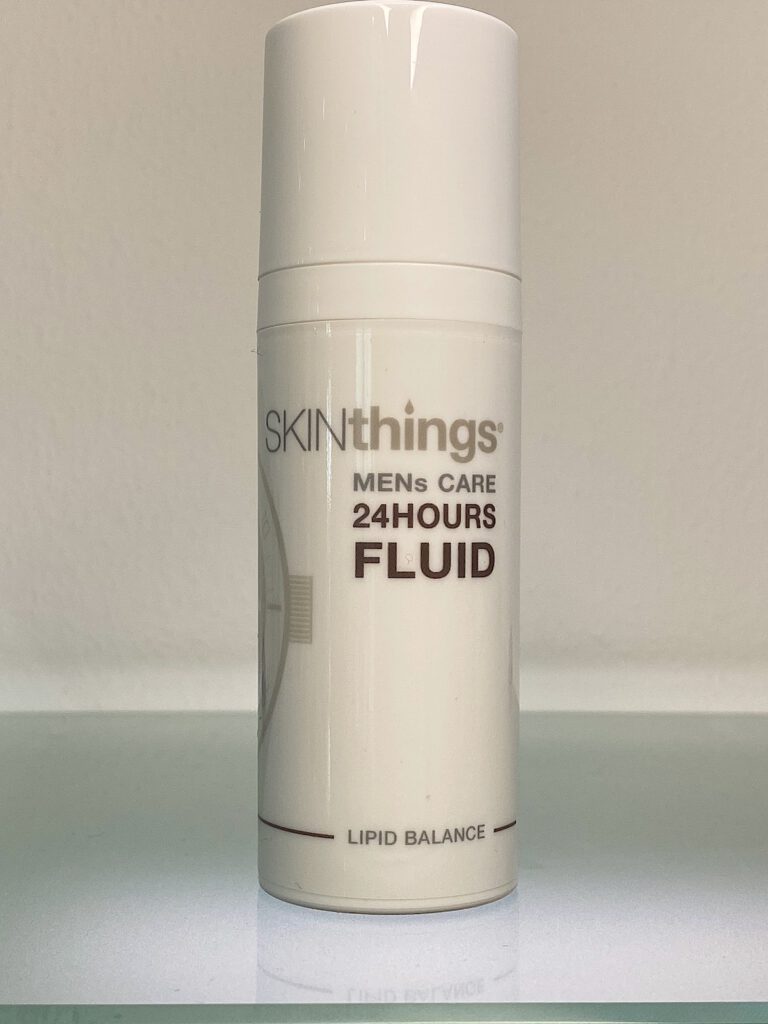 SKINthings®
MENs CARE
24HOURS
FLUID
LIPID BALANCE